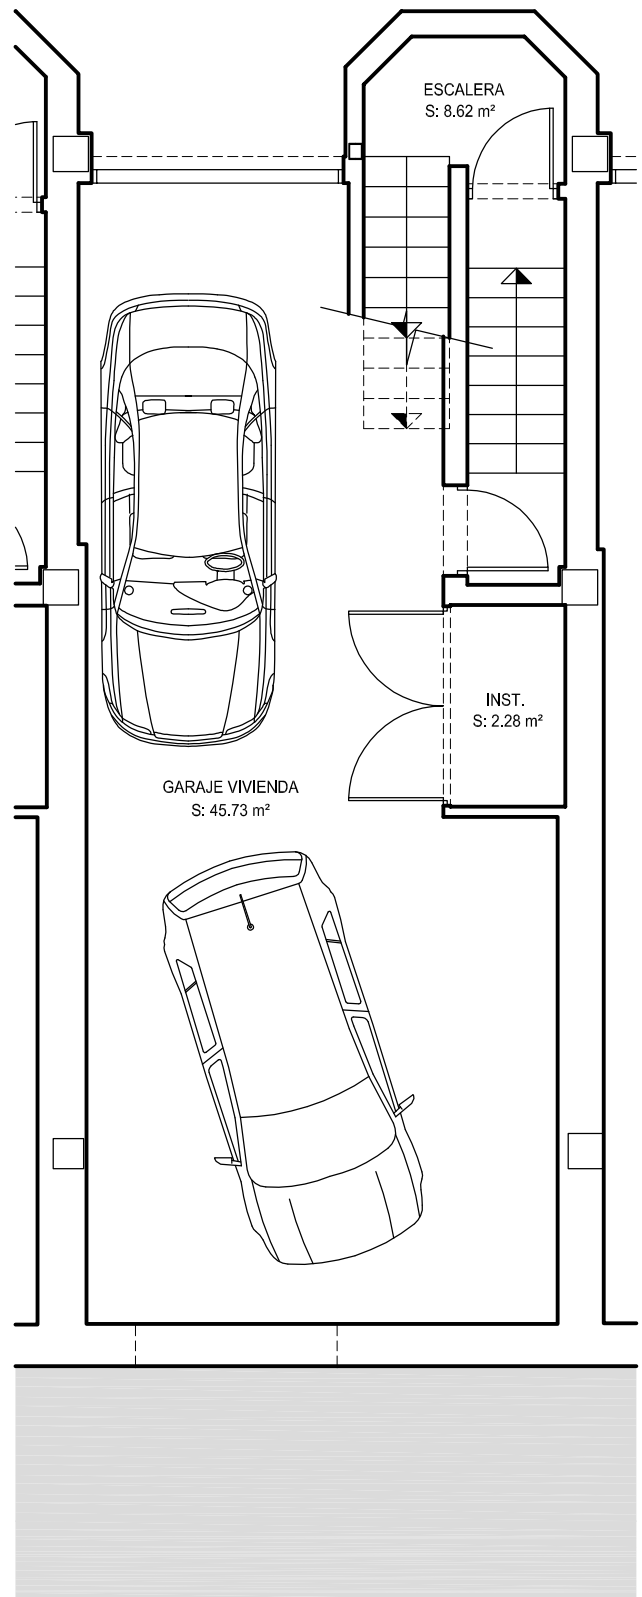 ESCALERA
S: 8.62 m²
INST.
S: 2.28 m²
GARAJE VIVIENDA
S: 45.73 m²